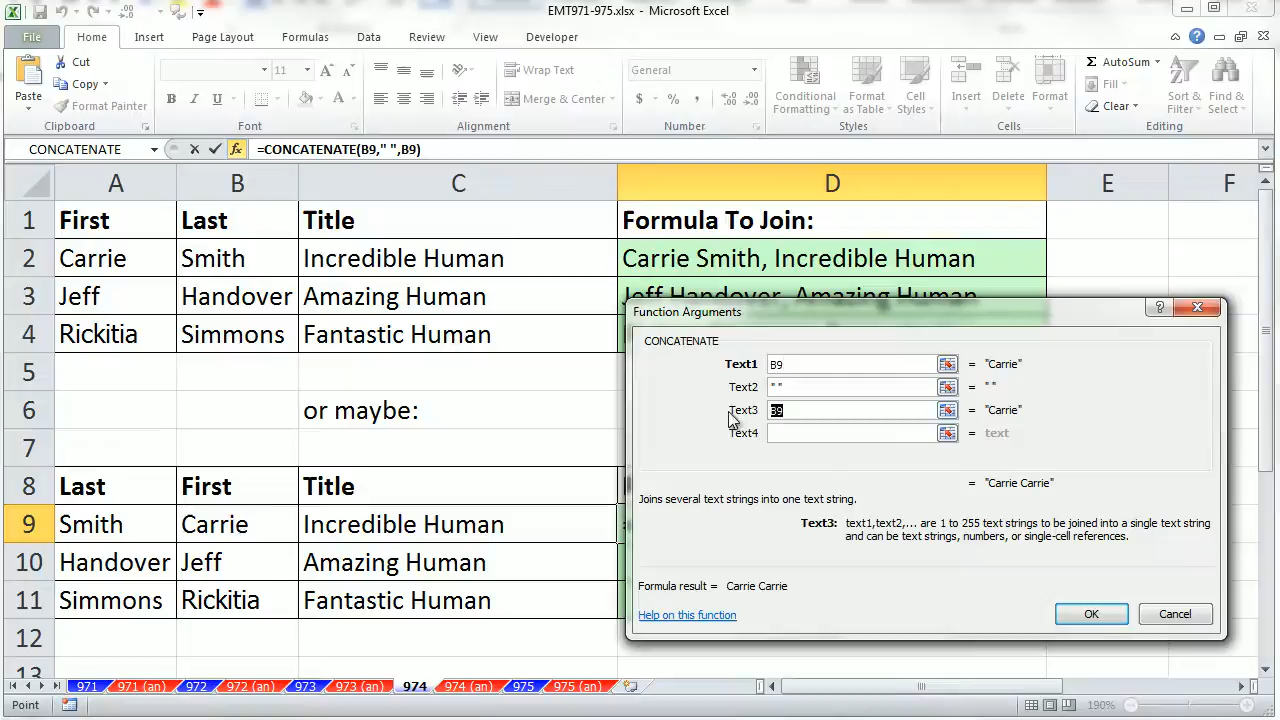 EMT971-975.xlsx - Microsoft Excel
File Home Insert Page Layout Formulas Data Review View Developer
Cut
Copy
Format Painter
Paste
Clipboard
11
B I U
Font
Wrap Text
Merge & Center
Alignment
General
$ % ,
Number
Conditional Formatting
Format as Table
Cell Styles
Styles
Insert Delete Format
Cells
AutoSum
Fill
Clear
Sort & Filter
Find & Select
Editing
CONCATENATE fx =CONCATENATE(B9," ",B9)
A B C D E F
1 First Last Title Formula To Join:
2 Carrie Smith Incredible Human Carrie Smith, Incredible Human
3 Jeff Handover Amazing Human Jeff Handover, Amazing Human
4 Rickitia Simmons Fantastic Human
5
6 or maybe:
7
8 Last First Title
9 Smith Carrie Incredible Human
10 Handover Jeff Amazing Human
11 Simmons Rickitia Fantastic Human
12
13
Function Arguments
CONCATENATE
Text1 B9 = "Carrie"
Text2 " " = " "
Text3 B9 = "Carrie"
Text4 = text
= "Carrie Carrie"
Joins several text strings into one text string.
Text3: text1,text2,... are 1 to 255 text strings to be joined into a single text string
and can be text strings, numbers, or single-cell references.
Formula result = Carrie Carrie
Help on this function
OK Cancel
971 971 (an) 972 972 (an) 973 973 (an) 974 974 (an) 975 975 (an)
Point 190%